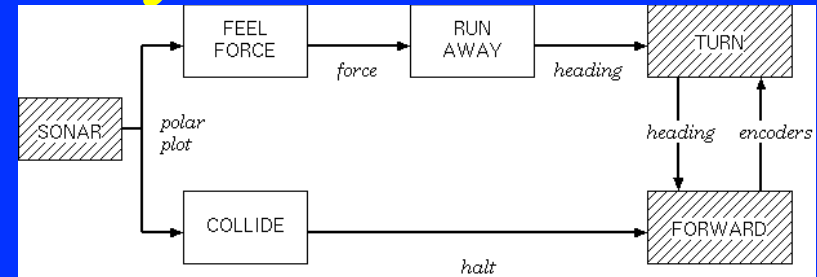 FEEL
FORCE
RUN
AWAY
TURN
force
heading
SONAR
polar
plot
heading
encoders
COLLIDE
FORWARD
halt